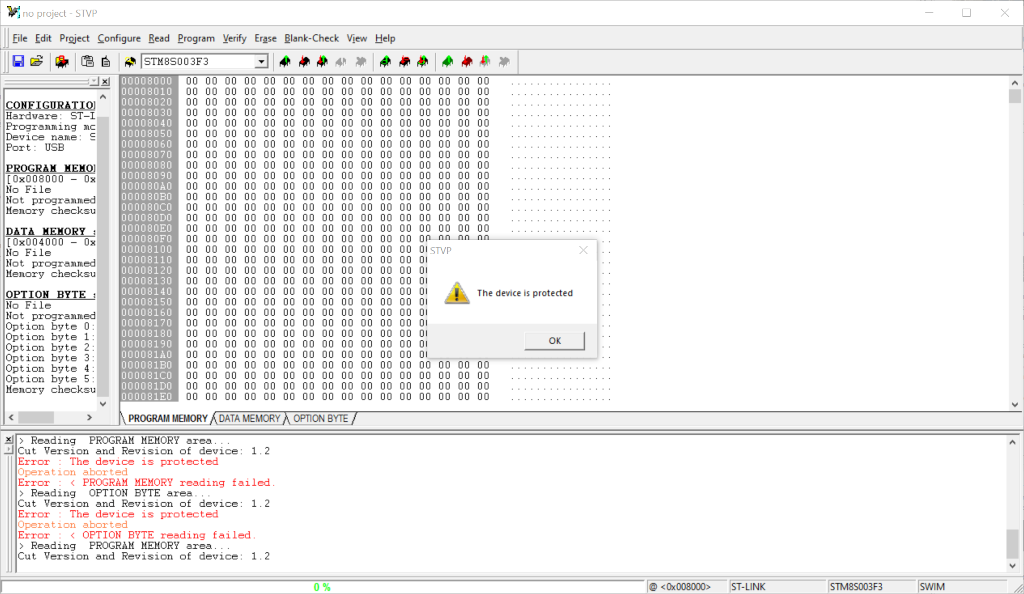 no project - STVP
File Edit Project Configure Read Program Verify Erase Blank-Check View Help
STM8S003F3
CONFIGURATIO
Hardware: ST-L
Programming mo
Device name: S
Port: USB
PROGRAM MEMO
[0x008000 - 0x
No File
Not programmed
Memory checksu
DATA MEMORY
[0x004000 - 0x
No File
Not programmed
Memory checksu
OPTION BYTE
No File
Not programmed
Option byte 0:
Option byte 1:
Option byte 2:
Option byte 3:
Option byte 4:
Option byte 5:
Memory checksu
00008000 00 00 00 00 00 00 00 00 00 00 00 00 00 00 00 00 ................
00008010 00 00 00 00 00 00 00 00 00 00 00 00 00 00 00 00 ................
00008020 00 00 00 00 00 00 00 00 00 00 00 00 00 00 00 00 ................
00008030 00 00 00 00 00 00 00 00 00 00 00 00 00 00 00 00 ................
00008040 00 00 00 00 00 00 00 00 00 00 00 00 00 00 00 00 ................
00008050 00 00 00 00 00 00 00 00 00 00 00 00 00 00 00 00 ................
00008060 00 00 00 00 00 00 00 00 00 00 00 00 00 00 00 00 ................
00008070 00 00 00 00 00 00 00 00 00 00 00 00 00 00 00 00 ................
00008080 00 00 00 00 00 00 00 00 00 00 00 00 00 00 00 00 ................
00008090 00 00 00 00 00 00 00 00 00 00 00 00 00 00 00 00 ................
000080A0 00 00 00 00 00 00 00 00 00 00 00 00 00 00 00 00 ................
000080B0 00 00 00 00 00 00 00 00 00 00 00 00 00 00 00 00 ................
000080C0 00 00 00 00 00 00 00 00 00 00 00 00 00 00 00 00 ................
000080D0 00 00 00 00 00 00 00 00 00 00 00 00 00 00 00 00 ................
000080E0 00 00 00 00 00 00 00 00 00 00 00 00 00 00 00 00 ................
000080F0 00 00 00 00 00 00 00 00 00 00 00 00
00008100 00 00 00 00 00 00 00 00 00 00 00 00
00008110 00 00 00 00 00 00 00 00 00 00 00 00
00008120 00 00 00 00 00 00 00 00 00 00 00 00
00008130 00 00 00 00 00 00 00 00 00 00 00 00
00008140 00 00 00 00 00 00 00 00 00 00 00 00
00008150 00 00 00 00 00 00 00 00 00 00 00 00
00008160 00 00 00 00 00 00 00 00 00 00 00 00
00008170 00 00 00 00 00 00 00 00 00 00 00 00
00008180 00 00 00 00 00 00 00 00 00 00 00 00
00008190 00 00 00 00 00 00 00 00 00 00 00 00
000081A0 00 00 00 00 00 00 00 00 00 00 00 00
000081B0 00 00 00 00 00 00 00 00 00 00 00 00 00 00 00 00 ................
000081C0 00 00 00 00 00 00 00 00 00 00 00 00 00 00 00 00 ................
000081D0 00 00 00 00 00 00 00 00 00 00 00 00 00 00 00 00 ................
000081E0 00 00 00 00 00 00 00 00 00 00 00 00 00 00 00 00 ................
STVP
The device is protected
OK
PROGRAM MEMORY DATA MEMORY OPTION BYTE
> Reading PROGRAM MEMORY area...
Cut Version and Revision of device: 1.2
Error : The device is protected
Operation aborted
Error : < PROGRAM MEMORY reading failed.
> Reading OPTION BYTE area...
Cut Version and Revision of device: 1.2
Error : The device is protected
Operation aborted
Error : < OPTION BYTE reading failed.
> Reading PROGRAM MEMORY area...
Cut Version and Revision of device: 1.2
0 % @ <0x008000> ST-LINK STM8S003F3 SWIM